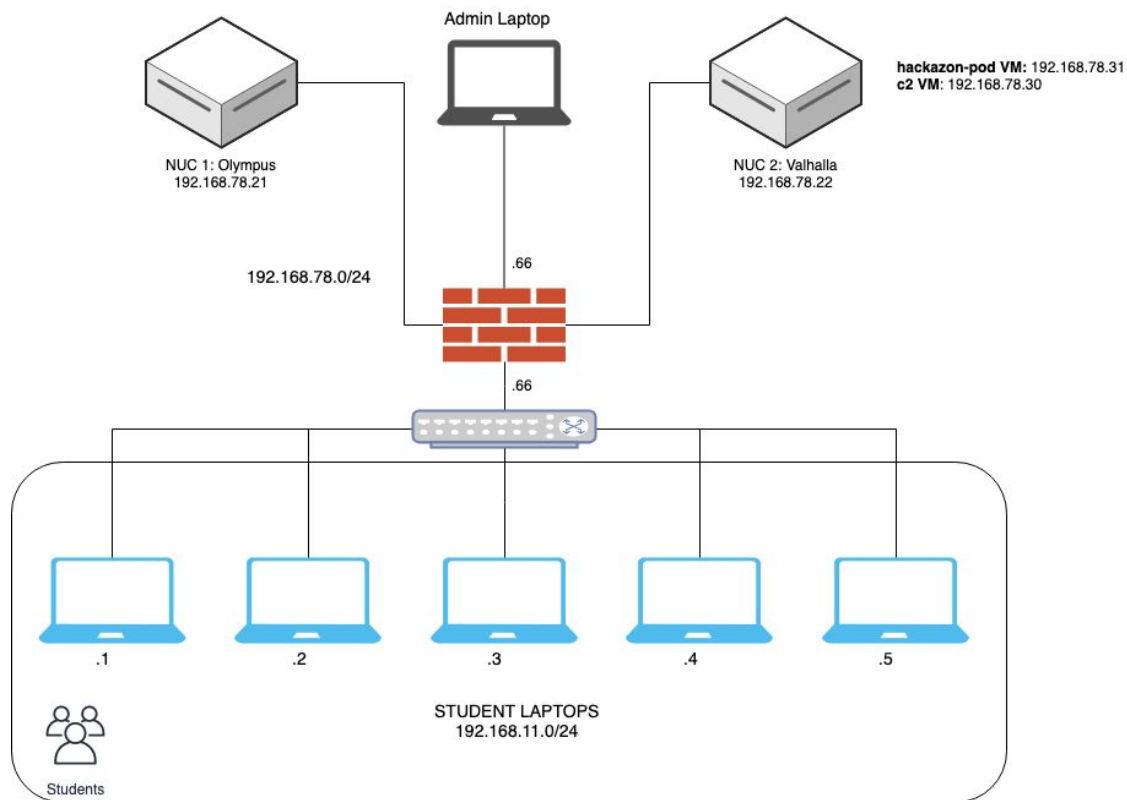 Admin Laptop
hackazon-pod VM: 192.168.78.31
c2 VM: 192.168.78.30
NUC 1: Olympus
192.168.78.21
NUC 2: Valhalla
192.168.78.22
.66
192.168.78.0/24
.66
.1
.2
.3
.4
.5
STUDENT LAPTOPS
192.168.11.0/24
Students